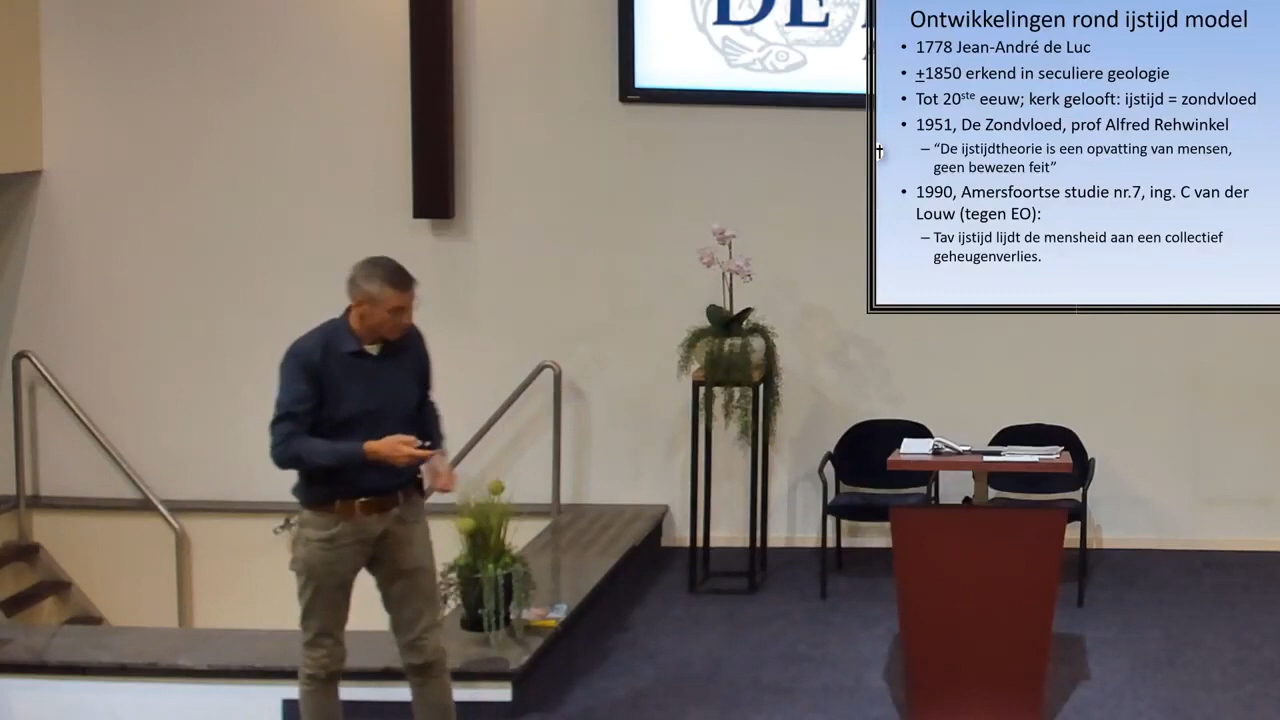 DE
Ontwikkelingen rond ijstijd model
• 1778 Jean-André de Luc
• +1850 erkend in seculiere geologie
• Tot 20ste eeuw; kerk gelooft: ijstijd = zondvloed
• 1951, De Zondvloed, prof Alfred Rehwinkel
– “De ijstijdtheorie is een opvatting van mensen,
geen bewezen feit”
• 1990, Amersfoortse studie nr.7, ing. C van der
Louw (tegen EO):
– Tav ijstijd lijdt de mensheid aan een collectief
geheugenverlies.